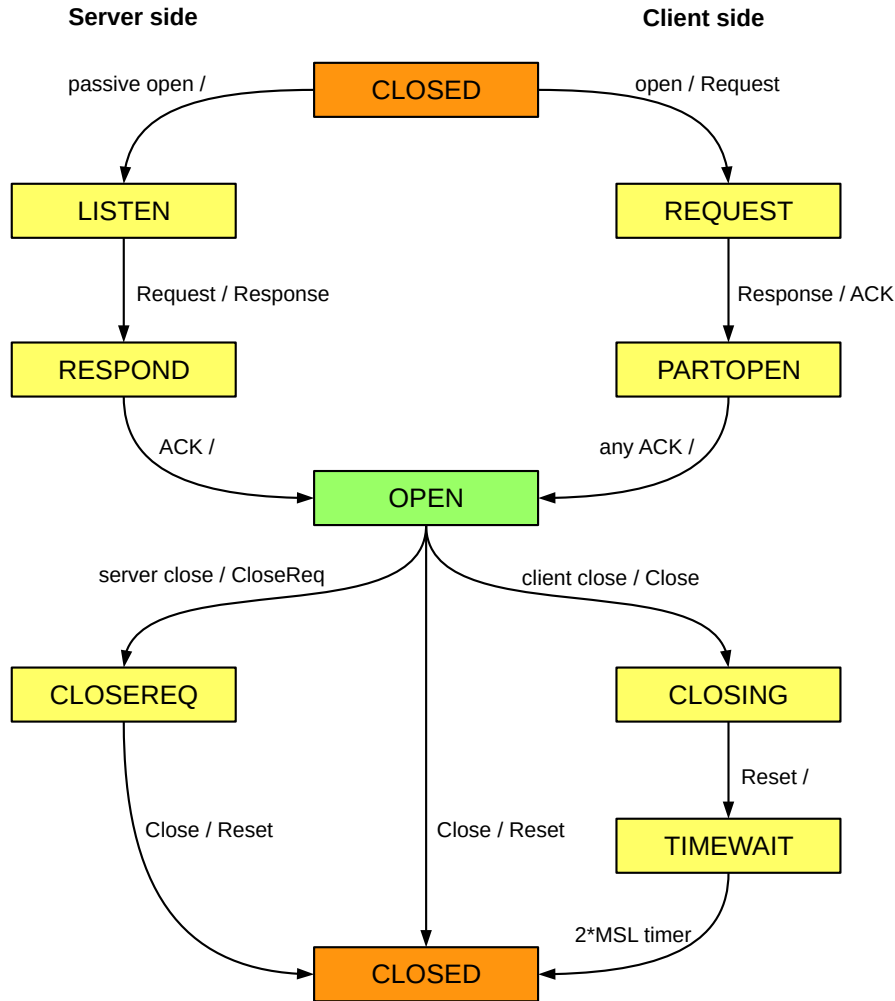 Server side
Client side
passive open /
CLOSED
open / Request
LISTEN
REQUEST
Request / Response
Response / ACK
RESPOND
PARTOPEN
ACK /
any ACK /
OPEN
server close / CloseReq
client close / Close
CLOSEREQ
CLOSING
Reset /
Close / Reset
Close / Reset
TIMEWAIT
2*MSL timer
CLOSED